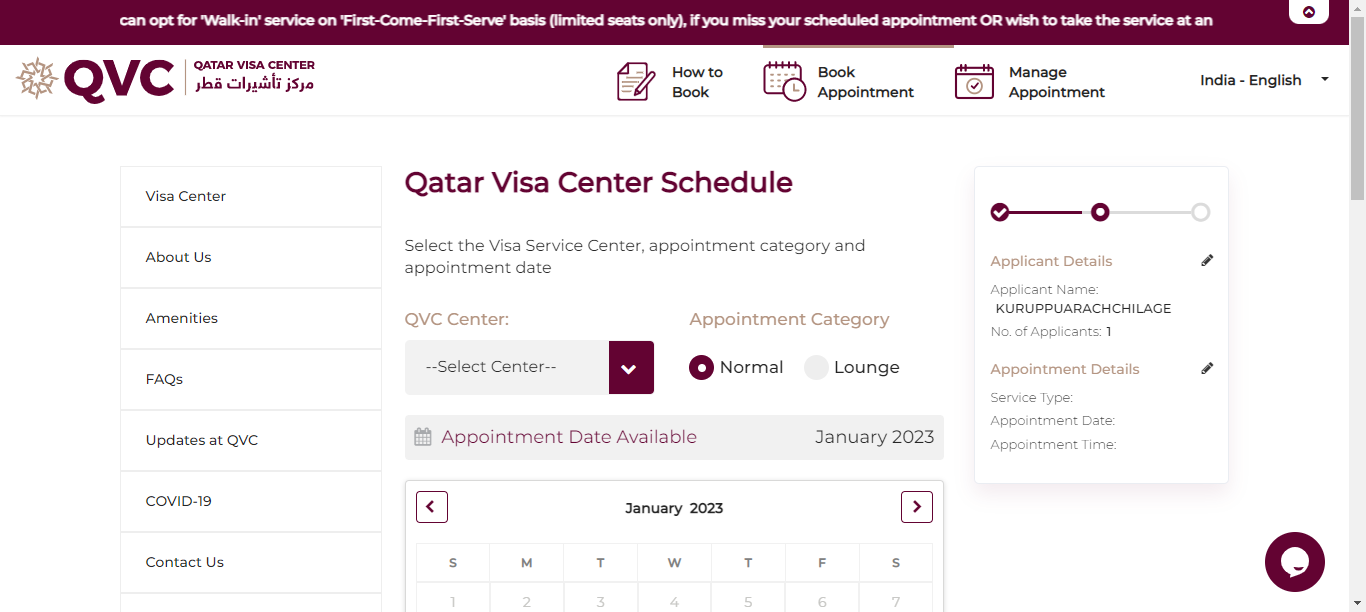 can opt for 'Walk-in' service on 'First-Come-First-Serve' basis (limited seats only), if you miss your scheduled appointment OR wish to take the service at an
QVC
QATAR VISA CENTER
مركز تأشيرات قطر
How to
Book
Book
Appointment
Manage
Appointment
India - English
Visa Center
About Us
Amenities
FAQs
Updates at QVC
COVID-19
Contact Us
Qatar Visa Center Schedule
Select the Visa Service Center, appointment category and
appointment date
QVC Center:
Appointment Category
--Select Center--
Normal
Lounge
Appointment Date Available
January 2023
January 2023
S M T W T F S
1 2 3 4 5 6 7
Applicant Details
Applicant Name:
KURUPPUARACHCHILAGE
No. of Applicants: 1
Appointment Details
Service Type:
Appointment Date:
Appointment Time: